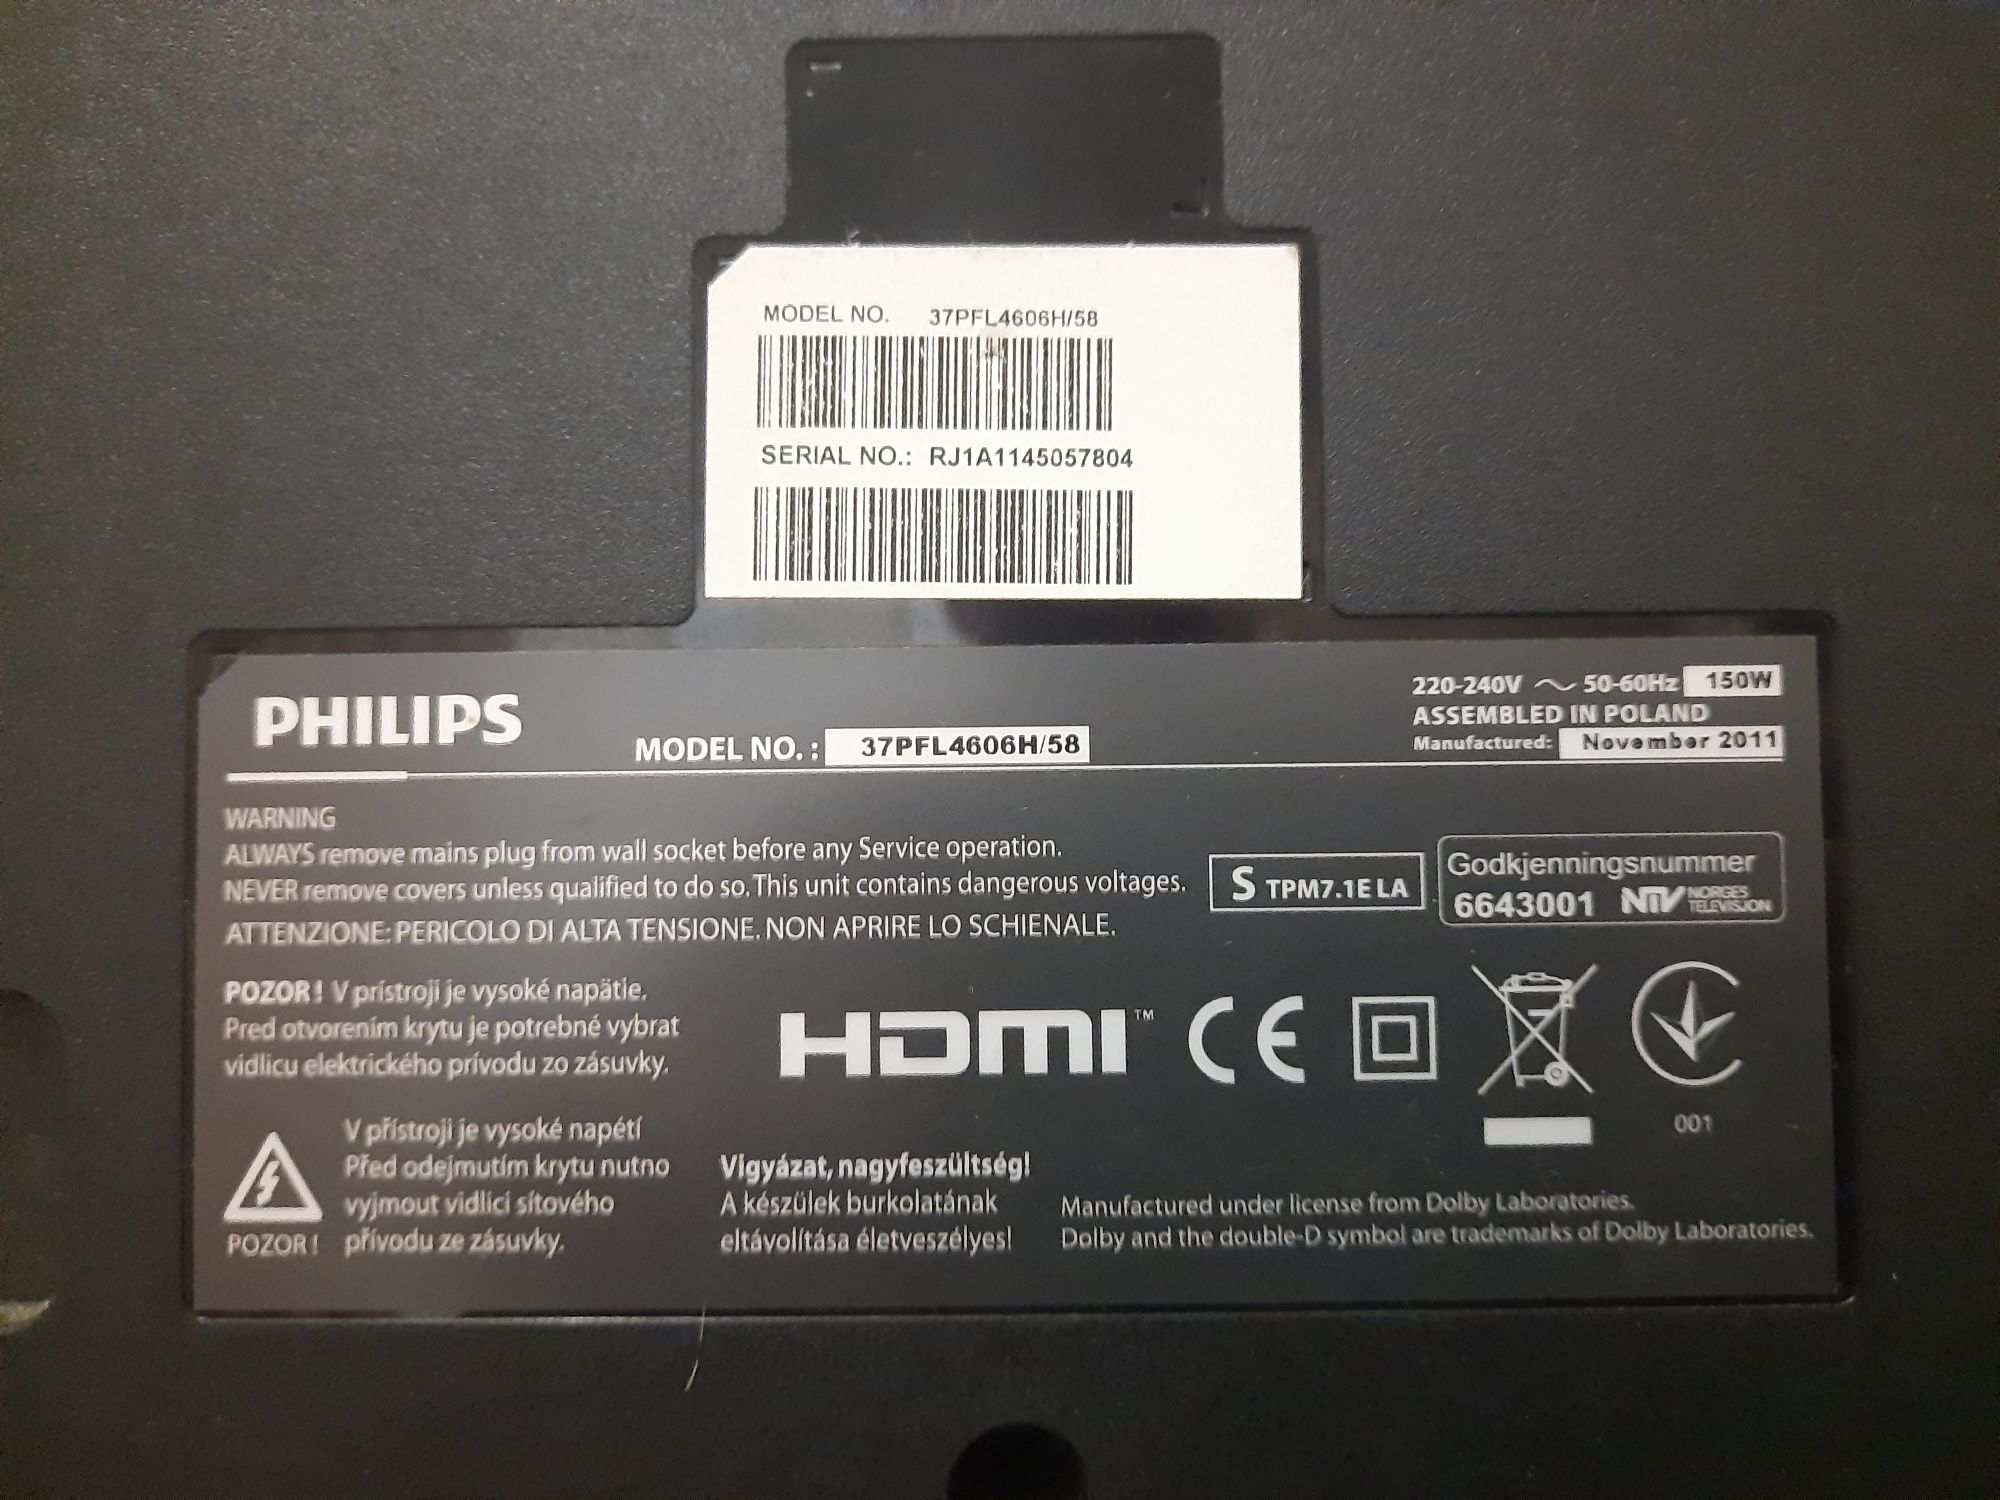 MODEL NO. 37PFL4606H/58
SERIAL NO.: RJ1A1145057804
PHILIPS
MODEL NO. : 37PFL4606H/58
220-240V ~ 50-60Hz 150W
ASSEMBLED IN POLAND
Manufactured: November 2011
WARNING
ALWAYS remove mains plug from wall socket before any Service operation.
NEVER remove covers unless qualified to do so. This unit contains dangerous voltages.
ATTENZIONE: PERICOLO DI ALTA TENSIONE. NON APRIRE LO SCHIENALE.
S TPM7.1E LA
Godkjenningsnummer
6643001 NTV NORGES
TELEVISJON
POZOR! V prístroji je vysoké napätie.
Pred otvorením krytu je potrebné vybrat
vidlicu elektrického prívodu zo zásuvky.
HDMI™ CE
001
V přístroji je vysoké napétí
Před odejmutím krytu nutno
vyjmout vidlici sítového
přívodu ze zásuvky.
POZOR!
Vigyázat, nagyfeszültség!
A készülek burkolatának
eltávolítása életveszélyes!
Manufactured under license from Dolby Laboratories.
Dolby and the double-D symbol are trademarks of Dolby Laboratories.